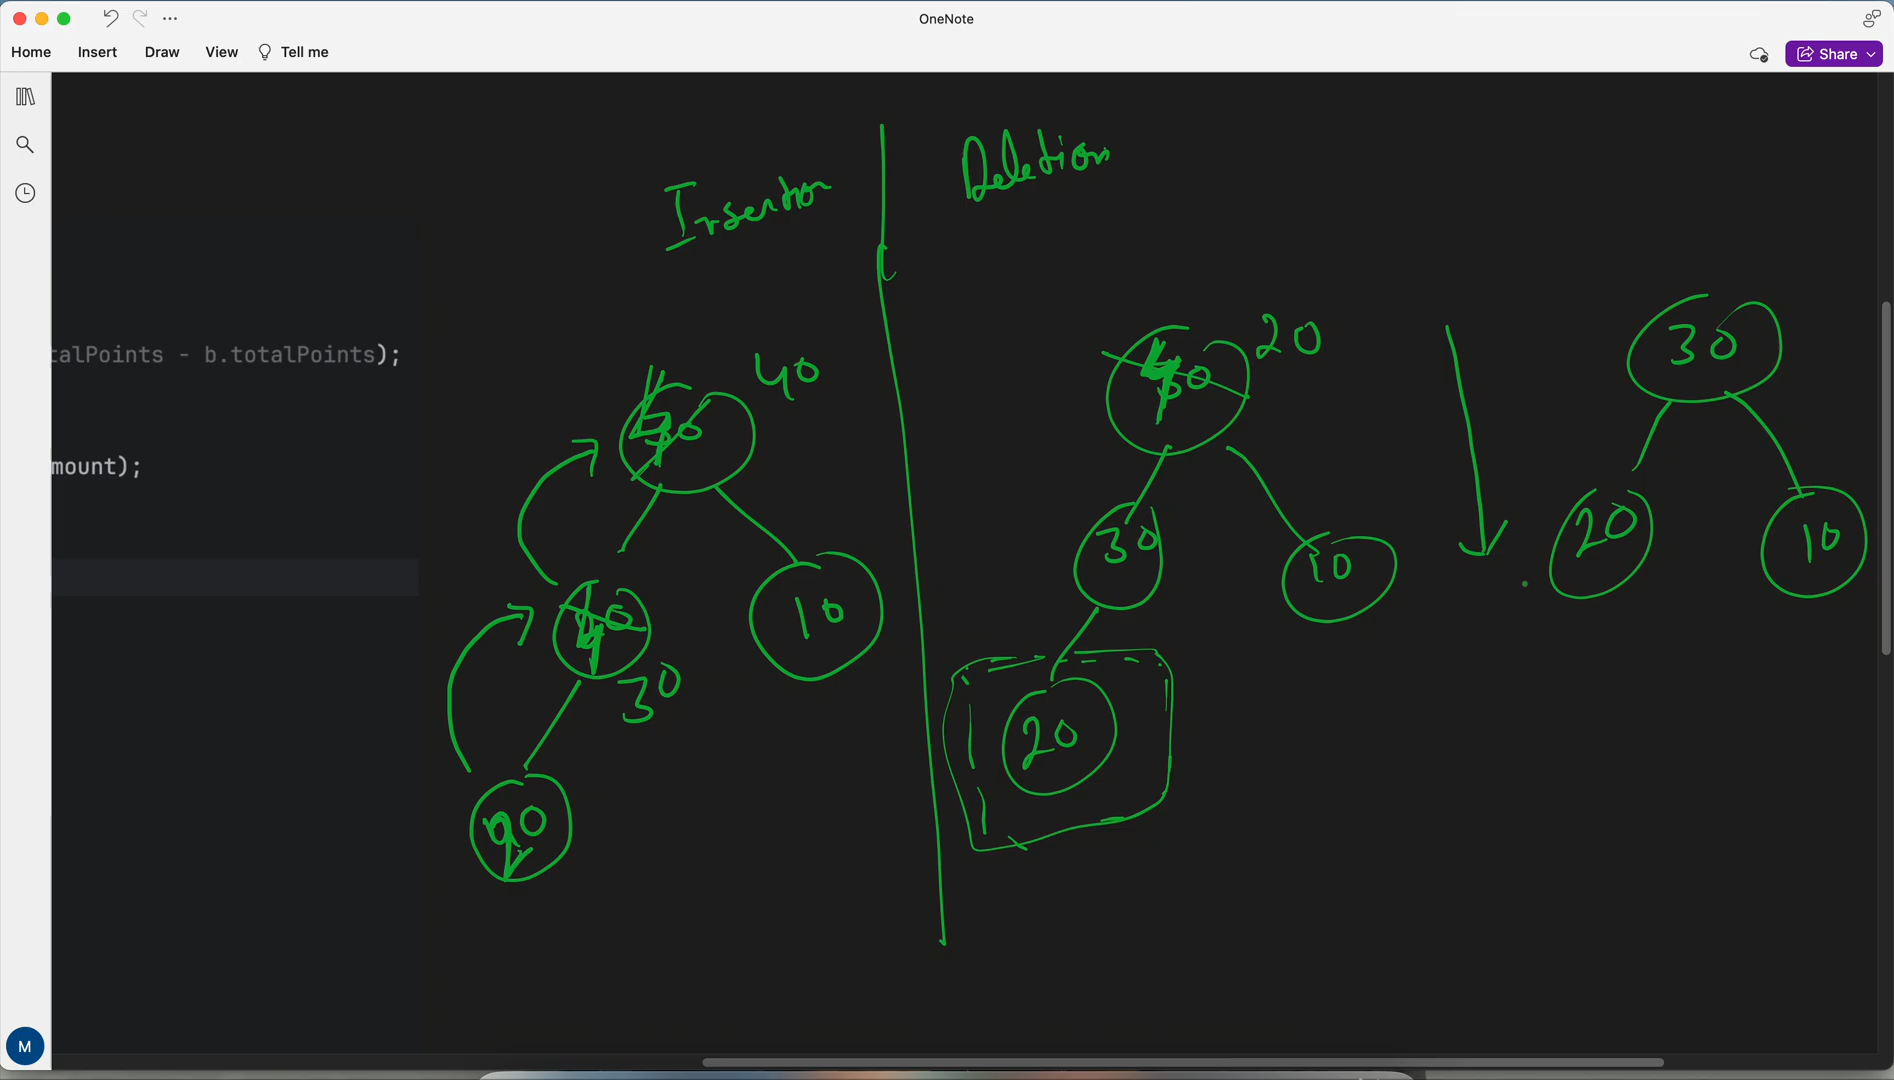 OneNote
Home Insert Draw View Tell me
Share
Insertion
Deletion
talPoints - b.totalPoints);
mount);
40
30
10
20
30
10
20
30
20
10
M